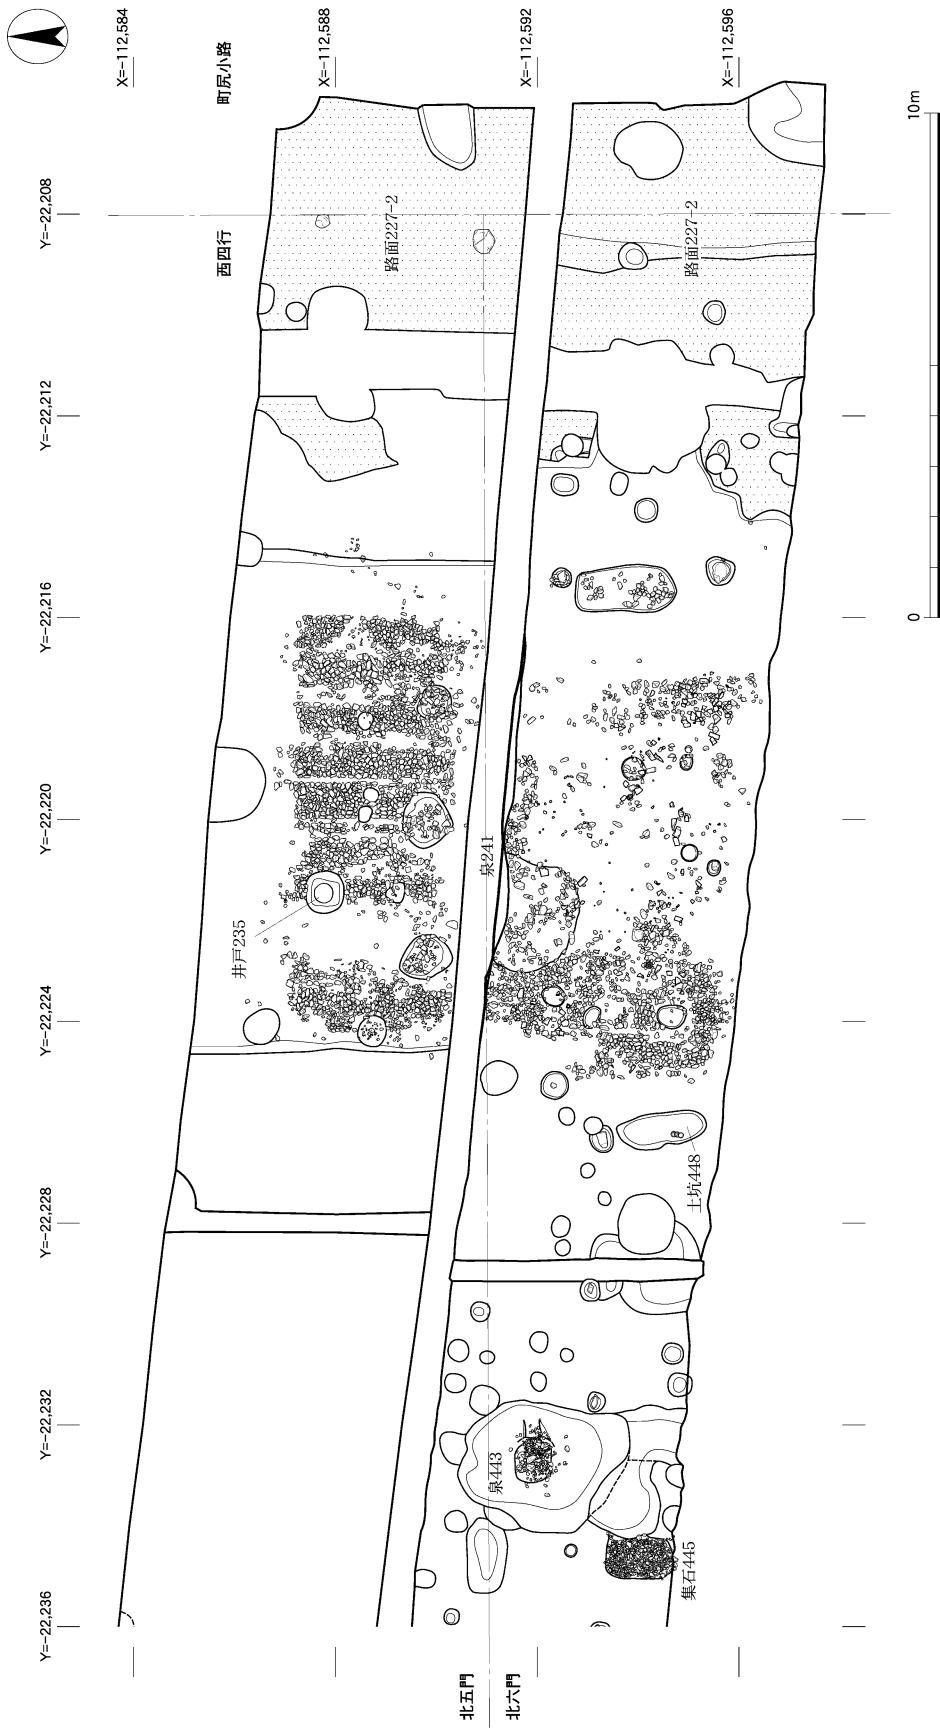 X=-112,584
X=-112,588
X=-112,592
X=-112,596
町尻小路
西四行
10m
0
Y=-22,208
Y=-22,212
Y=-22,216
Y=-22,220
Y=-22,224
Y=-22,228
Y=-22,232
Y=-22,236
路面227-2
路面227-2
泉241
井戸235
土坑448
泉443
集石445
北五門
北六門